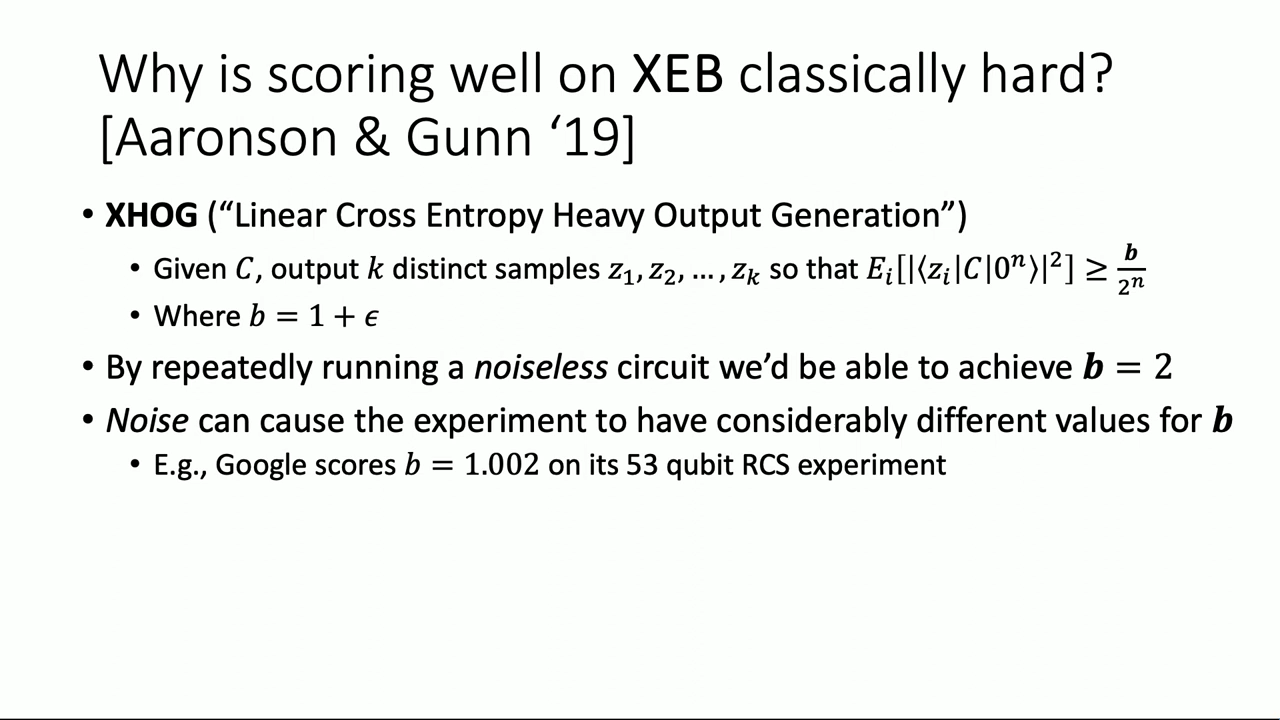 Why is scoring well on XEB classically hard?
[Aaronson & Gunn ‘19]
• XHOG (“Linear Cross Entropy Heavy Output Generation”)
• Given 𝐶, output 𝑘 distinct samples 𝑧₁, 𝑧₂, …, 𝑧ₖ so that 𝐸ᵢ[|⟨𝑧ᵢ|𝐶|0ⁿ⟩|²] ≥ 𝒃/2ⁿ
• Where 𝑏 = 1 + 𝜖
• By repeatedly running a noiseless circuit we’d be able to achieve 𝒃 = 2
• Noise can cause the experiment to have considerably different values for 𝒃
• E.g., Google scores 𝑏 = 1.002 on its 53 qubit RCS experiment